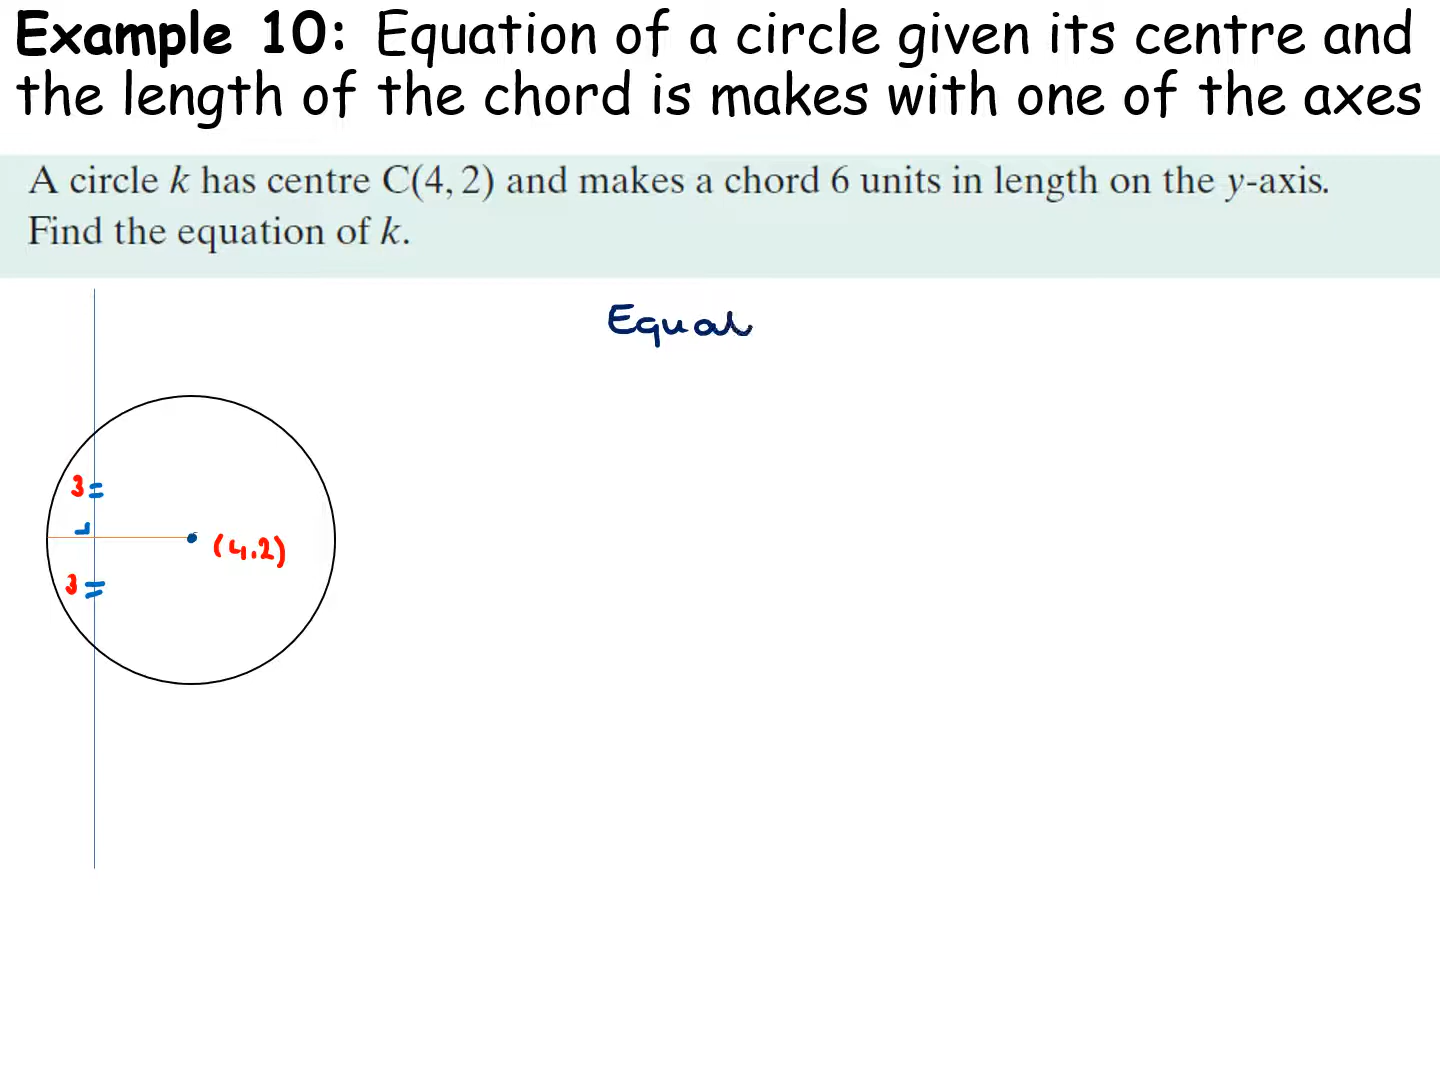 Example 10: Equation of a circle given its centre and
the length of the chord is makes with one of the axes
A circle k has centre C(4, 2) and makes a chord 6 units in length on the y-axis.
Find the equation of k.
Equal
3
(4.2)
3